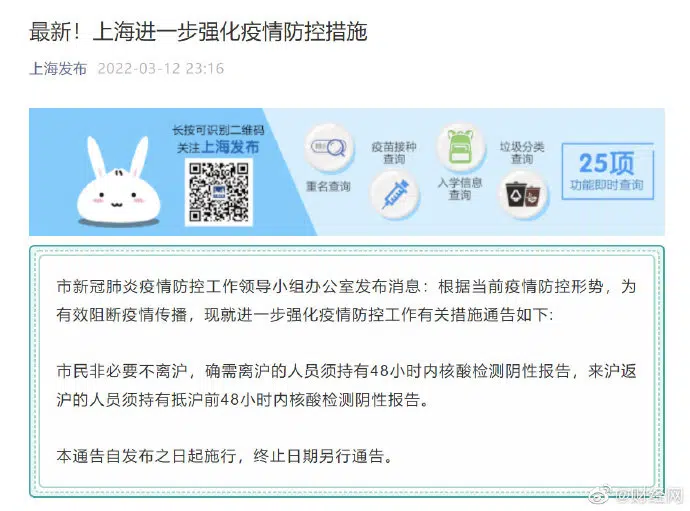 最新！上海进一步强化疫情防控措施
上海发布 2022-03-12 23:16
长按可识别二维码
关注上海发布
重名查询
疫苗接种
查询
入学信息
查询
垃圾分类
查询
25项
功能即时查询
市新冠肺炎疫情防控工作领导小组办公室发布消息：根据当前疫情防控形势，为
有效阻断疫情传播，现就进一步强化疫情防控工作有关措施通告如下:
市民非必要不离沪，确需离沪的人员须持有48小时内核酸检测阴性报告，来沪返
沪的人员须持有抵沪前48小时内核酸检测阴性报告。
本通告自发布之日起施行，终止日期另行通告。
@财经网